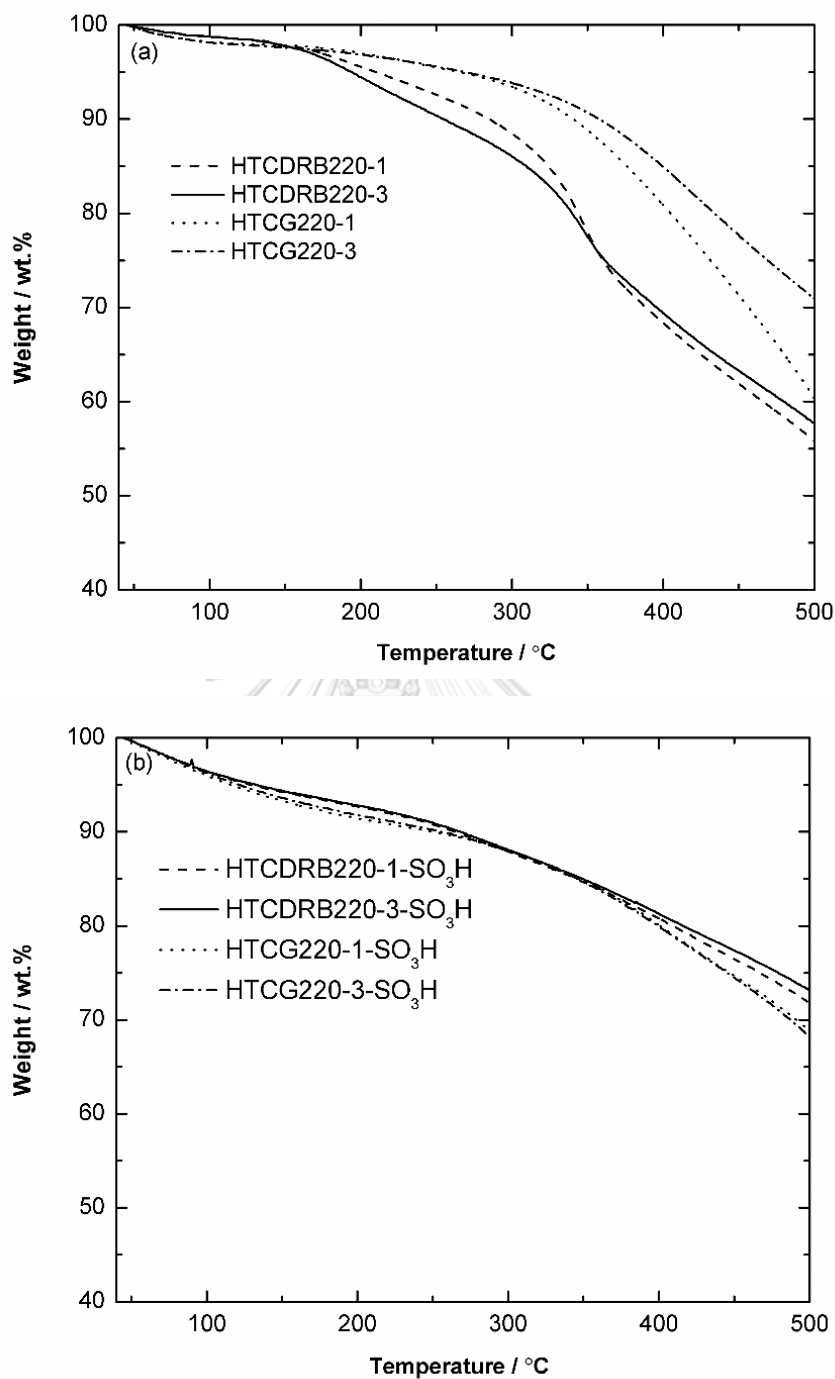 100
(a)
90
HTCDRB220-1
HTCDRB220-3
80
HTCG220-1
HTCG220-3
70
60
50
40
100
200
300
400
500
Weight / wt.%
Temperature / °C
100
(b)
90
HTCDRB220-1-SO₃H
80
HTCDRB220-3-SO₃H
HTCG220-1-SO₃H
70
HTCG220-3-SO₃H
60
50
40
100
200
300
400
500
Weight / wt.%
Temperature / °C